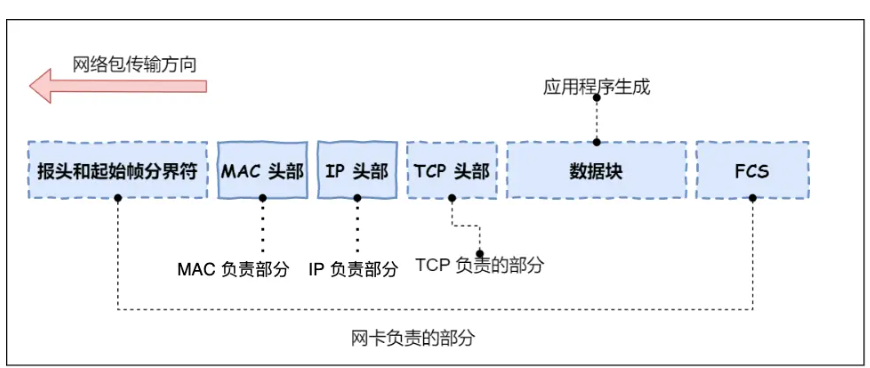 网络包传输方向
应用程序生成
报头和起始帧分界符
MAC 头部
IP 头部
TCP 头部
数据块
FCS
MAC 负责部分
IP 负责部分
TCP 负责的部分
网卡负责的部分